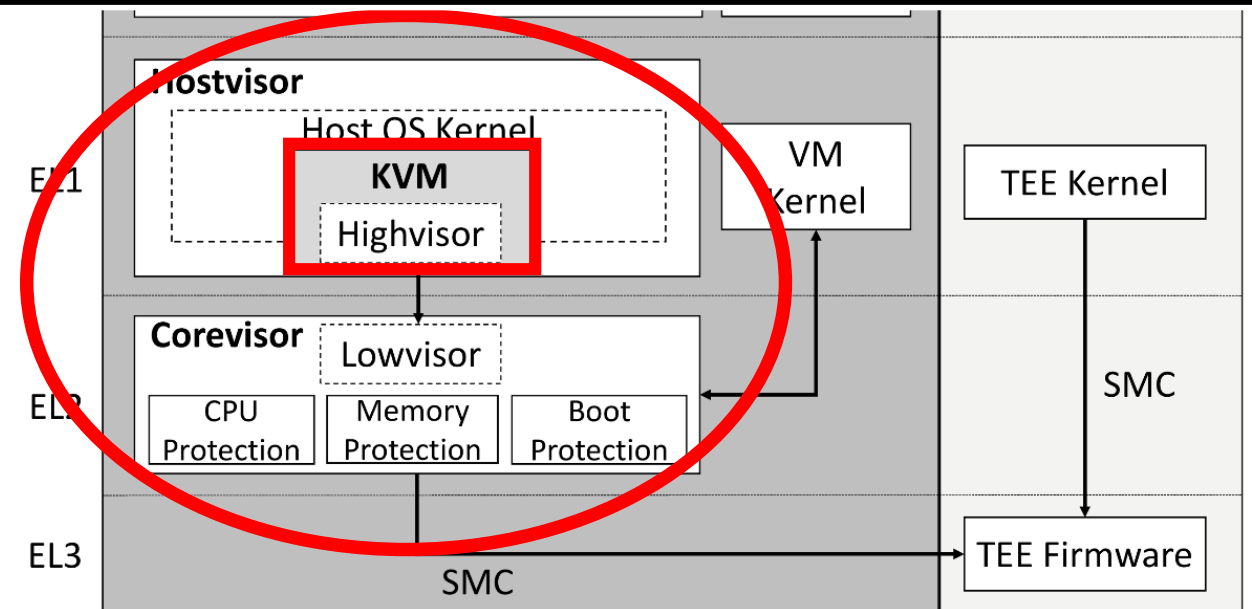 Hostvisor
Host OS Kernel
KVM
Highvisor
EL1
VM
Kernel
TEE Kernel
Corevisor
Lowvisor
EL2
CPU
Protection
Memory
Protection
Boot
Protection
SMC
EL3
SMC
TEE Firmware